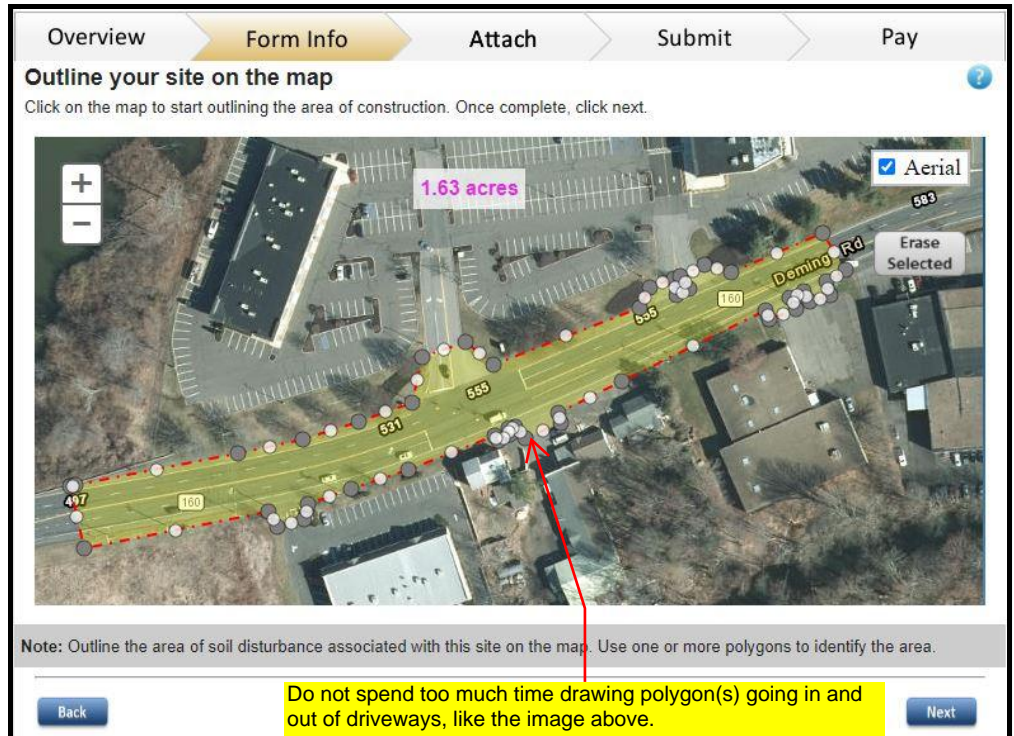 Overview Form Info Attach Submit Pay
Outline your site on the map
?
Click on the map to start outlining the area of construction. Once complete, click next.
+
−
1.63 acres
Aerial
583
Erase
Selected
Deming Rd
160
555
531
497
160
Note: Outline the area of soil disturbance associated with this site on the map. Use one or more polygons to identify the area.
Do not spend too much time drawing polygon(s) going in and
out of driveways, like the image above.
Back
Next